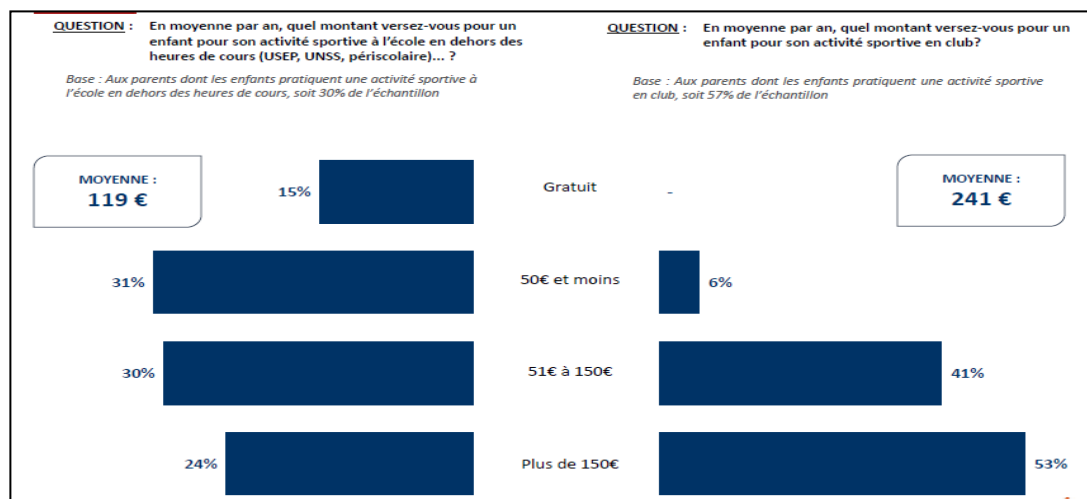 QUESTION : En moyenne par an, quel montant versez-vous pour un
enfant pour son activité sportive à l'école en dehors des
heures de cours (USEP, UNSS, périscolaire)... ?
Base : Aux parents dont les enfants pratiquent une activité sportive à
l'école en dehors des heures de cours, soit 30% de l'échantillon
QUESTION : En moyenne par an, quel montant versez-vous pour un
enfant pour son activité sportive en club?
Base : Aux parents dont les enfants pratiquent une activité sportive
en club, soit 57% de l'échantillon
MOYENNE :
119 €
15%
Gratuit
-
MOYENNE :
241 €
31%
50€ et moins
6%
30%
51€ à 150€
41%
24%
Plus de 150€
53%